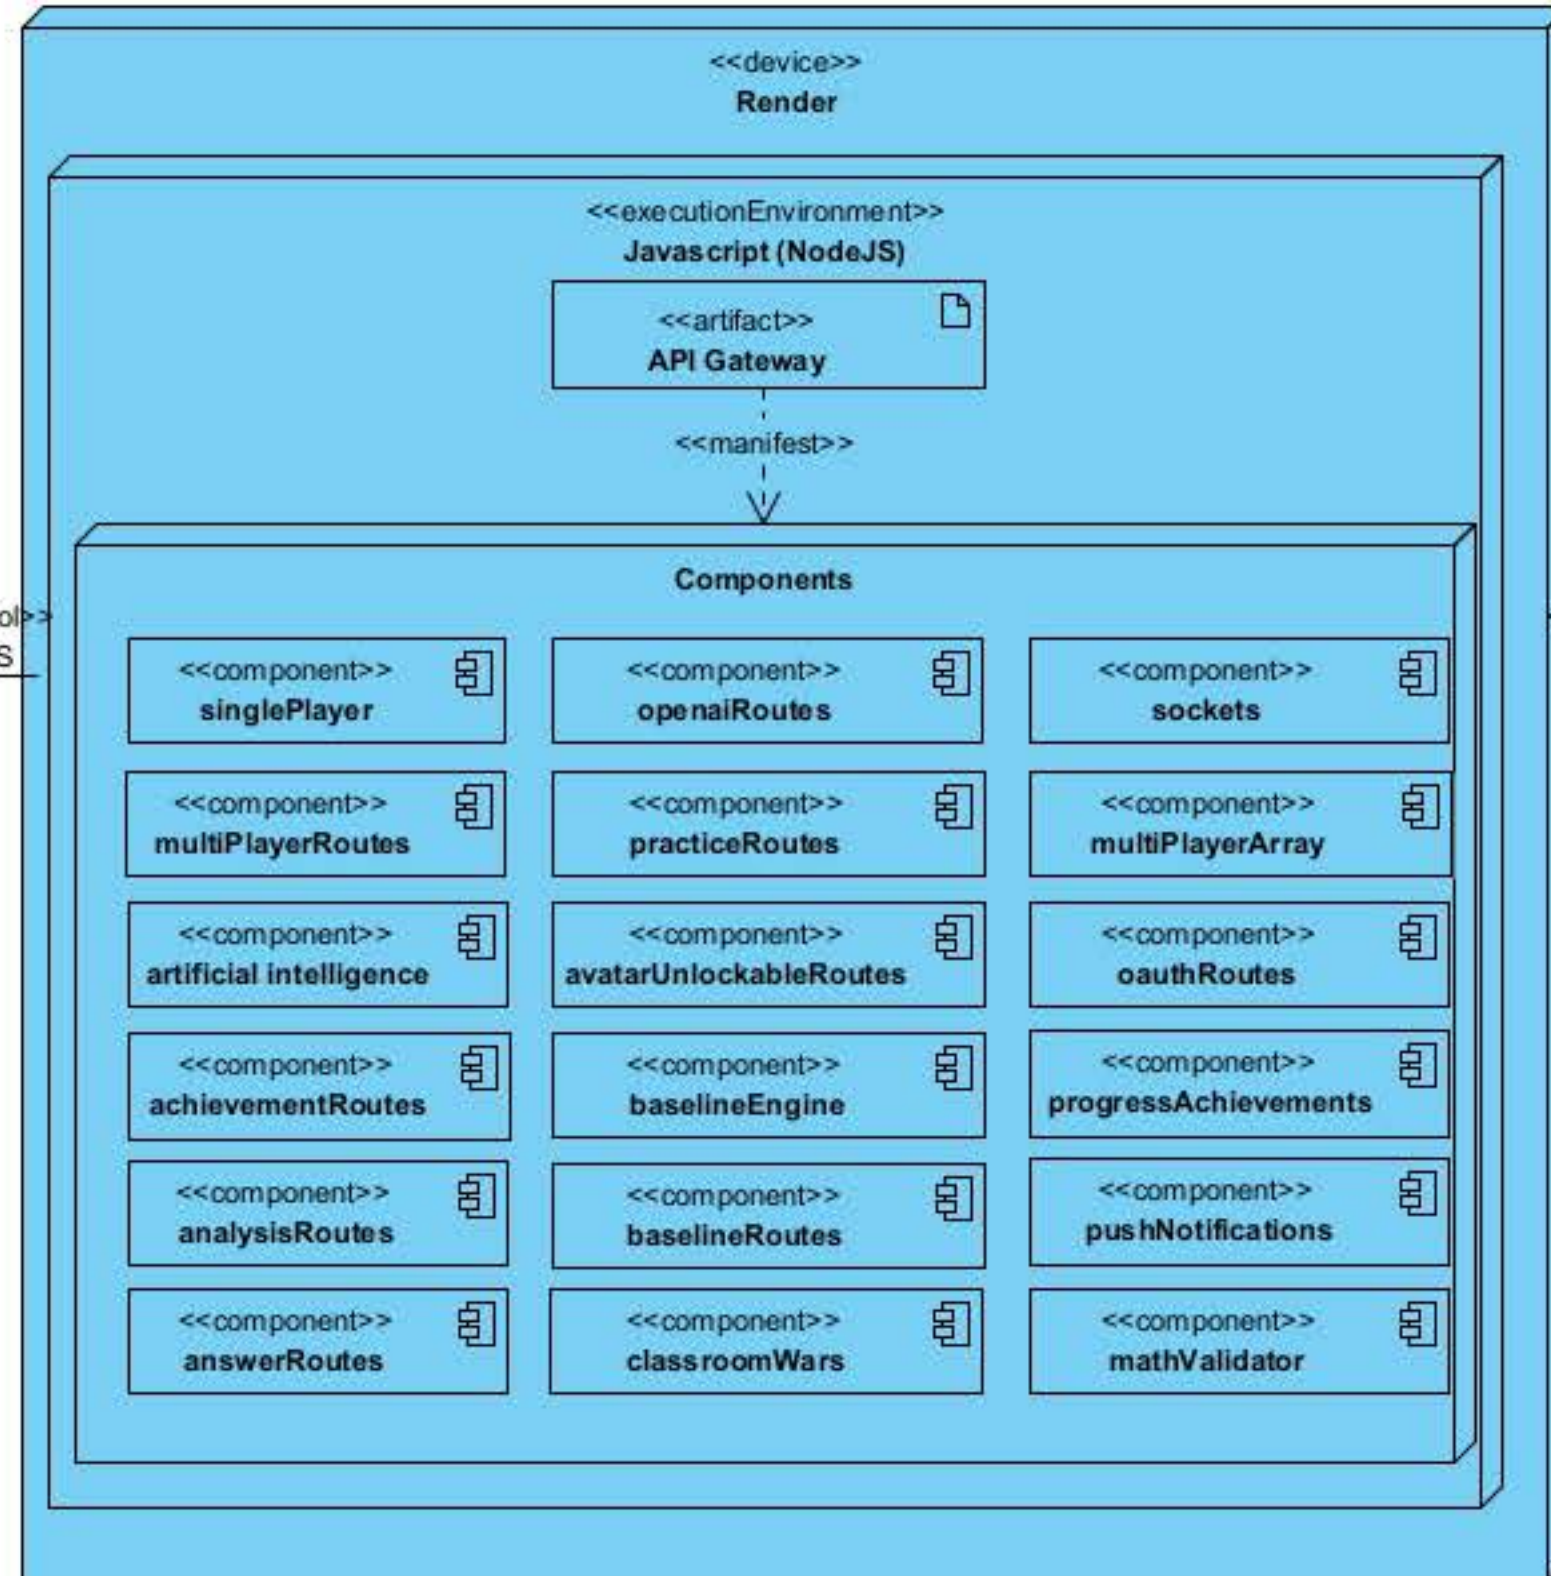 <<device>>
Render
<<executionEnvironment>>
Javascript (NodeJS)
<<artifact>>
API Gateway
<<manifest>>
Components
ol>>
S
<<component>>
singlePlayer
<<component>>
openaiRoutes
<<component>>
sockets
<<component>>
multiPlayerRoutes
<<component>>
practiceRoutes
<<component>>
multiPlayerArray
<<component>>
artificial intelligence
<<component>>
avatarUnlockableRoutes
<<component>>
oauthRoutes
<<component>>
achievementRoutes
<<component>>
baselineEngine
<<component>>
progressAchievements
<<component>>
analysisRoutes
<<component>>
baselineRoutes
<<component>>
pushNotifications
<<component>>
answerRoutes
<<component>>
classroomWars
<<component>>
mathValidator